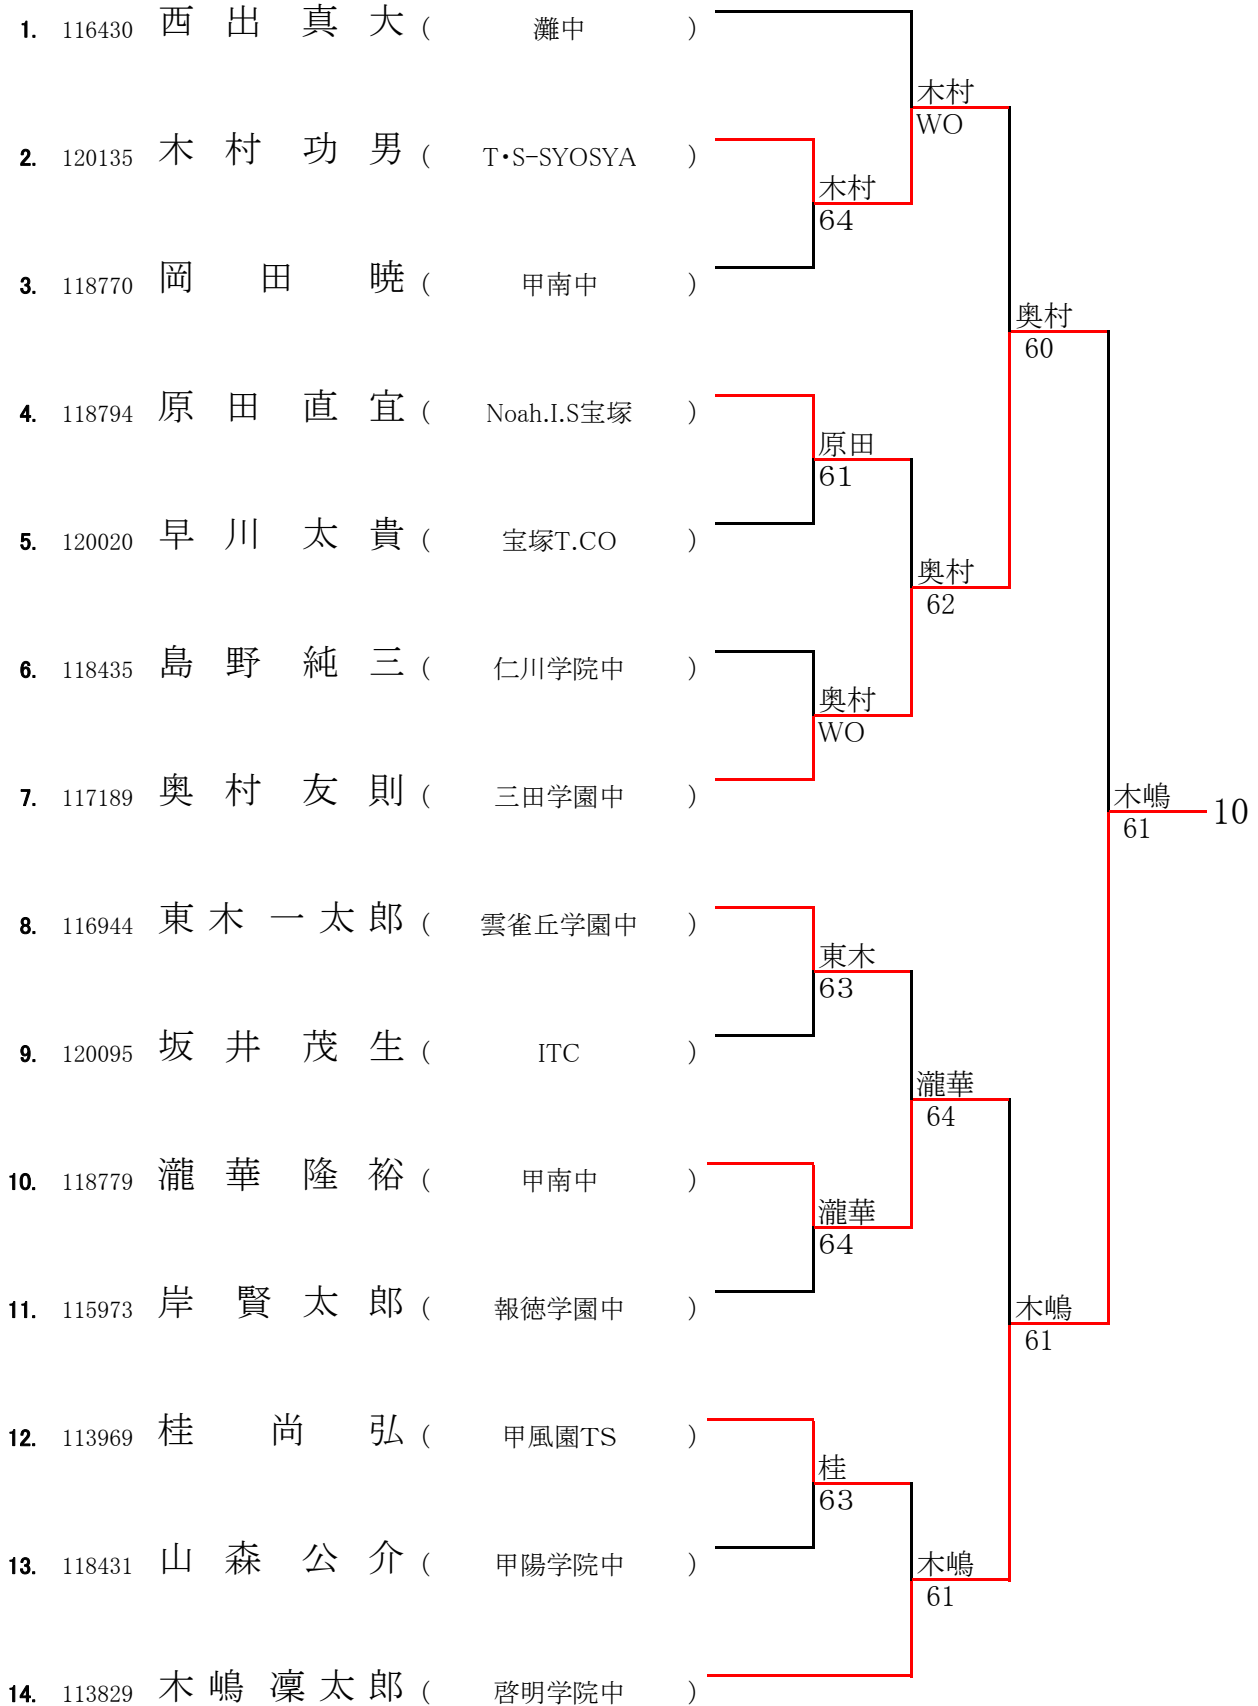 1. 116430 西出真大 ( 灘中 )
木村
WO
2. 120135 木村功男 ( T・S-SYOSYA )
木村
64
3. 118770 岡田暁 ( 甲南中 )
奥村
60
4. 118794 原田直宜 ( Noah.I.S宝塚 )
原田
61
5. 120020 早川太貴 ( 宝塚T.CO )
奥村
62
6. 118435 島野純三 ( 仁川学院中 )
奥村
WO
7. 117189 奥村友則 ( 三田学園中 )
木嶋
61
10
8. 116944 東木一太郎 ( 雲雀丘学園中 )
東木
63
9. 120095 坂井茂生 ( ITC )
瀧華
64
10. 118779 瀧華隆裕 ( 甲南中 )
瀧華
64
11. 115973 岸賢太郎 ( 報徳学園中 )
木嶋
61
12. 113969 桂尚弘 ( 甲風園TS )
桂
63
13. 118431 山森公介 ( 甲陽学院中 )
木嶋
61
14. 113829 木嶋凜太郎 ( 啓明学院中 )